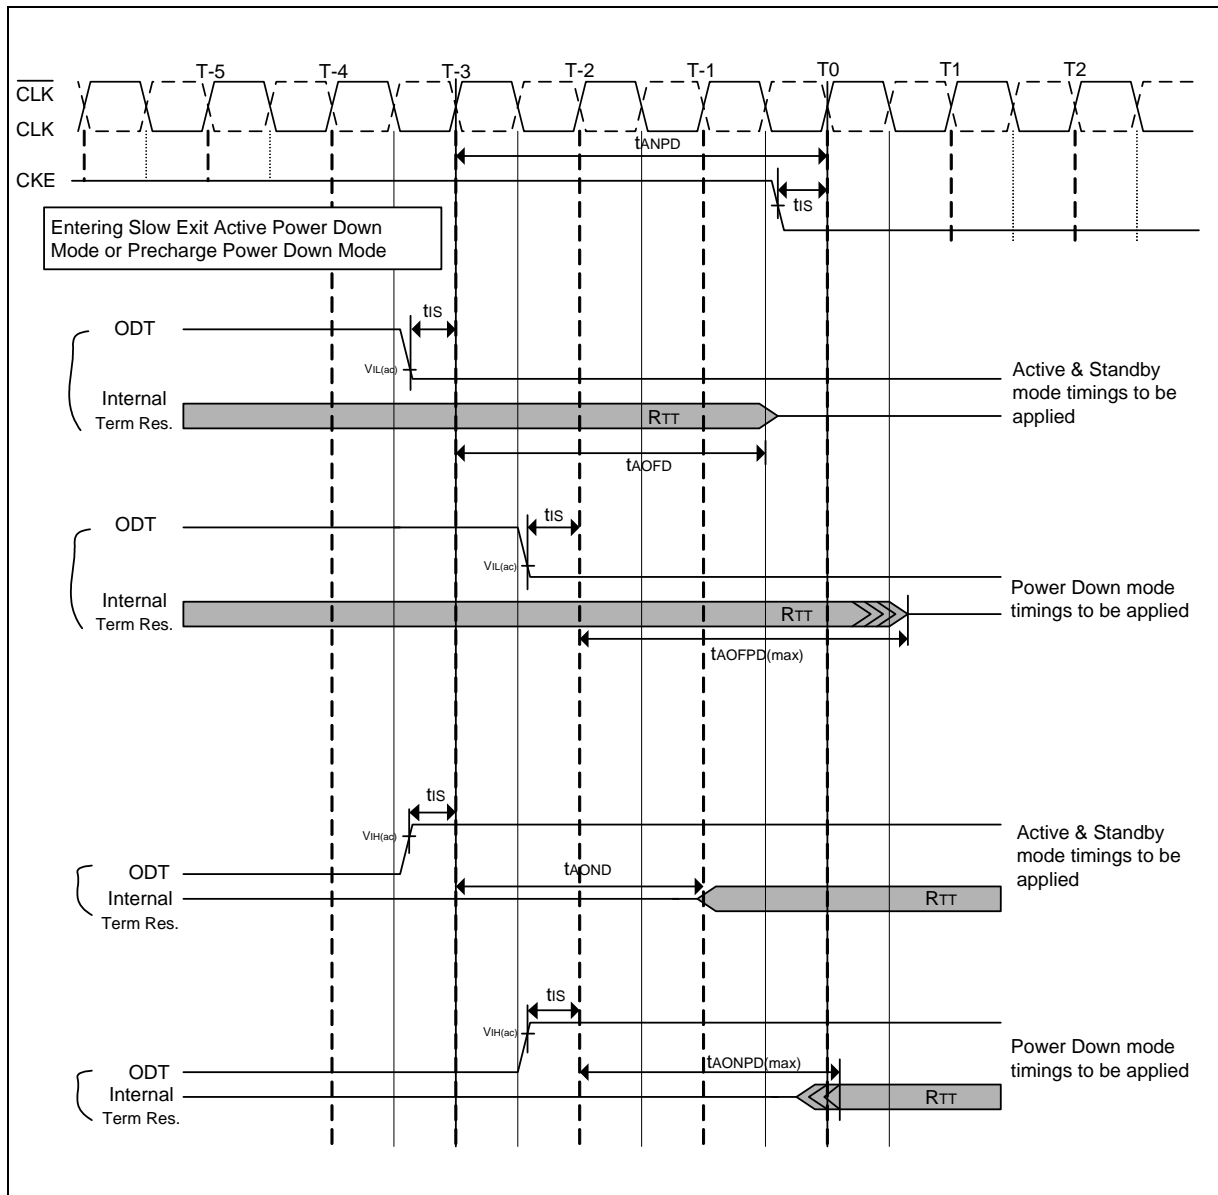 T-5 T-4 T-3 T-2 T-1 T0 T1 T2
CLK
CLK
tANPD
CKE
tIS
Entering Slow Exit Active Power Down
Mode or Precharge Power Down Mode
tIS
ODT
VIL(ac)
Active & Standby
mode timings to be
applied
Internal
Term Res.
RTT
tAOFD
tIS
ODT
VIL(ac)
Power Down mode
timings to be applied
Internal
Term Res.
RTT
tAOFPD(max)
tIS
VIH(ac)
Active & Standby
mode timings to be
applied
ODT
tAOND
Internal
Term Res.
RTT
tIS
VIH(ac)
Power Down mode
timings to be applied
ODT
tAONPD(max)
Internal
Term Res.
RTT